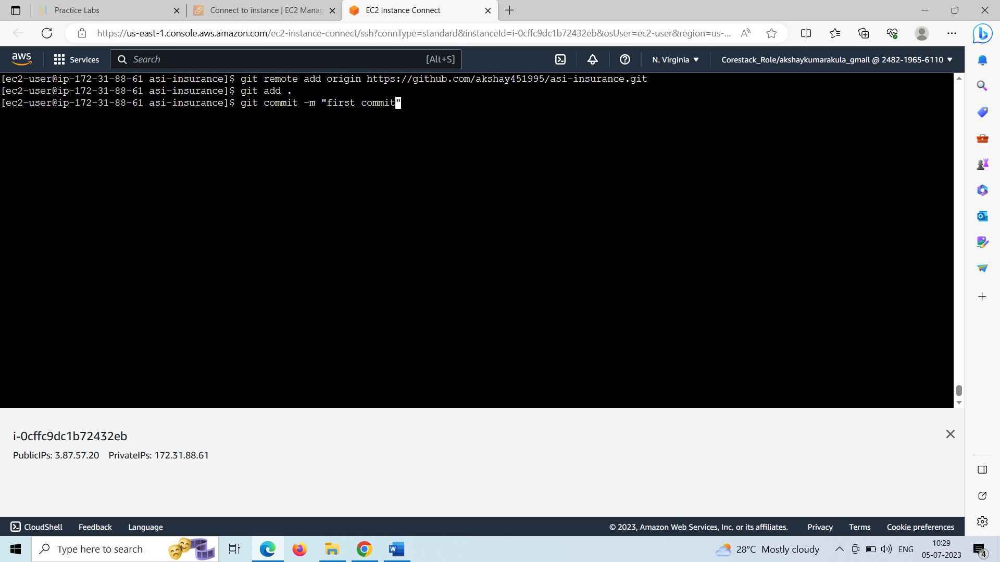 Practice Labs
Connect to instance | EC2 Manag
EC2 Instance Connect
https://us-east-1.console.aws.amazon.com/ec2-instance-connect/ssh?connType=standard&instanceId=i-0cffc9dc1b72432eb&osUser=ec2-user&region=us-...
aws
Services
Search
[Alt+S]
N. Virginia
Corestack_Role/akshaykumarakula_gmail @ 2482-1965-6110
[ec2-user@ip-172-31-88-61 asi-insurance]$ git remote add origin https://github.com/akshay451995/asi-insurance.git
[ec2-user@ip-172-31-88-61 asi-insurance]$ git add .
[ec2-user@ip-172-31-88-61 asi-insurance]$ git commit -m "first commit"
i-0cffc9dc1b72432eb
PublicIPs: 3.87.57.20 PrivateIPs: 172.31.88.61
CloudShell
Feedback
Language
© 2023, Amazon Web Services, Inc. or its affiliates.
Privacy
Terms
Cookie preferences
Type here to search
28°C Mostly cloudy
ENG
10:29
05-07-2023
4